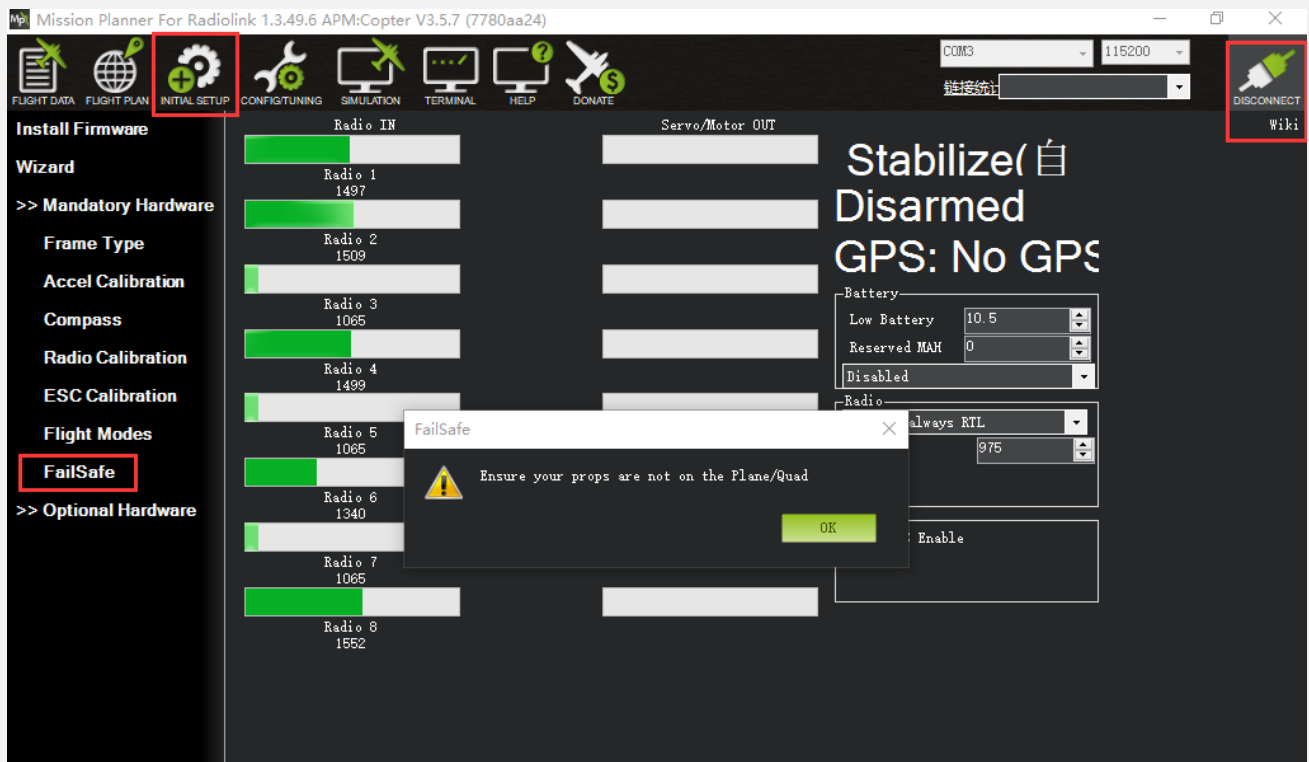 Mission Planner For Radiolink 1.3.49.6 APM:Copter V3.5.7 (7780aa24)
FLIGHT DATA FLIGHT PLAN INITIAL SETUP CONFIG/TUNING SIMULATION TERMINAL HELP DONATE
COM3 115200
链接统计
DISCONNECT
Install Firmware
Wizard
>> Mandatory Hardware
Frame Type
Accel Calibration
Compass
Radio Calibration
ESC Calibration
Flight Modes
FailSafe
>> Optional Hardware
Radio IN
Radio 1
1497
Radio 2
1509
Radio 3
1065
Radio 4
1499
Radio 5
1065
Radio 6
1340
Radio 7
1065
Radio 8
1552
Servo/Motor OUT
FailSafe
Ensure your props are not on the Plane/Quad
OK
Wiki
Stabilize(自
Disarmed
GPS: No GPS
Battery
Low Battery 10.5
Reserved MAH 0
Disabled
Radio
always RTL
975
Enable